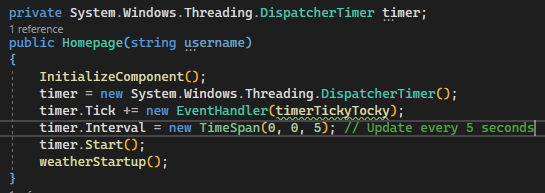 private System.Windows.Threading.DispatcherTimer timer;
1 reference
public Homepage(string username)
{
InitializeComponent();
timer = new System.Windows.Threading.DispatcherTimer();
timer.Tick += new EventHandler(timerTickyTocky);
timer.Interval = new TimeSpan(0, 0, 5); // Update every 5 seconds
timer.Start();
weatherStartup();
}